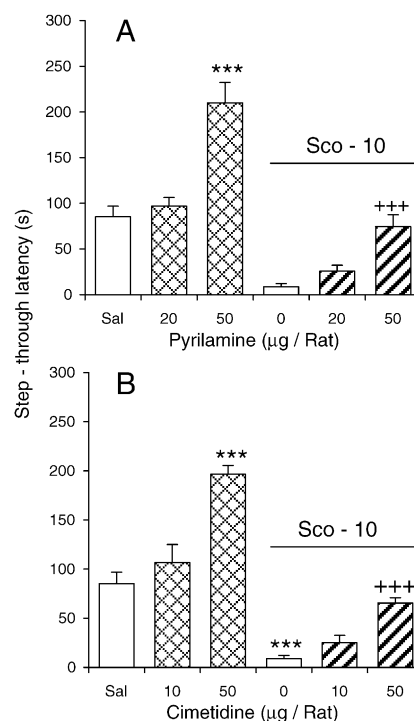 A
300
250
200
150
100
50
0
***
Sco - 10
+++
Sal 20 50 0 20 50
Pyrilamine (μg / Rat)
Step - through latency (s)
B
300
250
200
150
100
50
0
***
Sco - 10
***
+++
Sal 10 50 0 10 50
Cimetidine (μg / Rat)